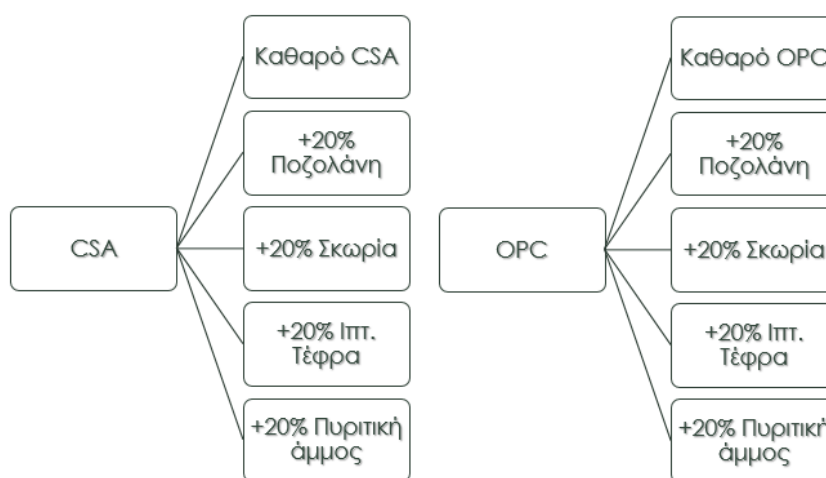 CSA
Καθαρό CSA
+20%
Ποζολάνη
+20% Σκωρία
+20% Ιπτ.
Τέφρα
+20% Πυριτική
άμμος
OPC
Καθαρό OPC
+20%
Ποζολάνη
+20% Σκωρία
+20% Ιπτ.
Τέφρα
+20% Πυριτική
άμμος